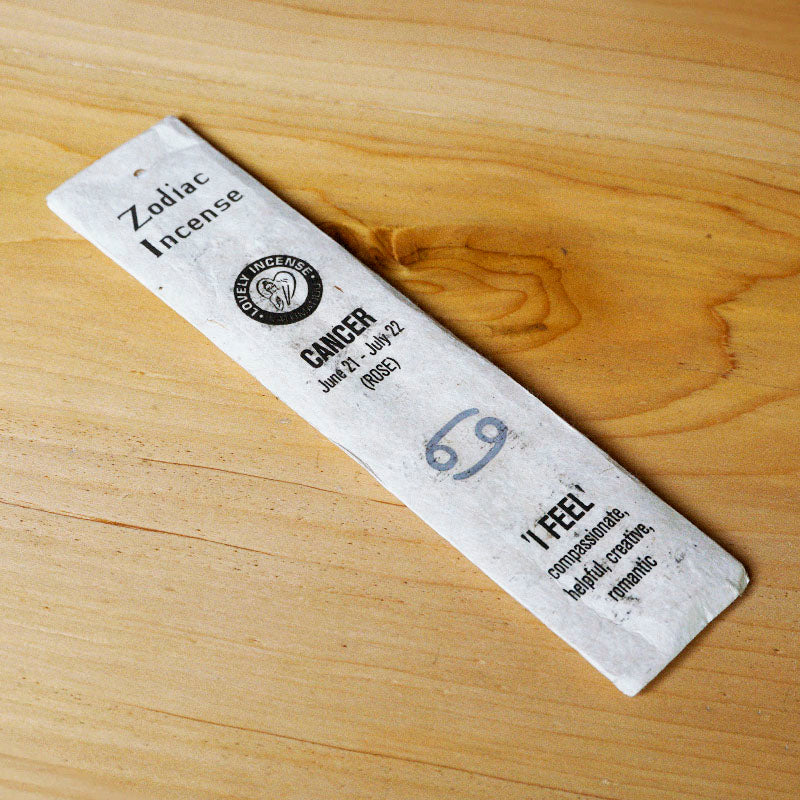 Zodiac
Incense
• LOVELY INCENSE •
CANCER
June 21 - July 22
(ROSE)
'I FEEL'
compassionate,
helpful, creative,
romantic